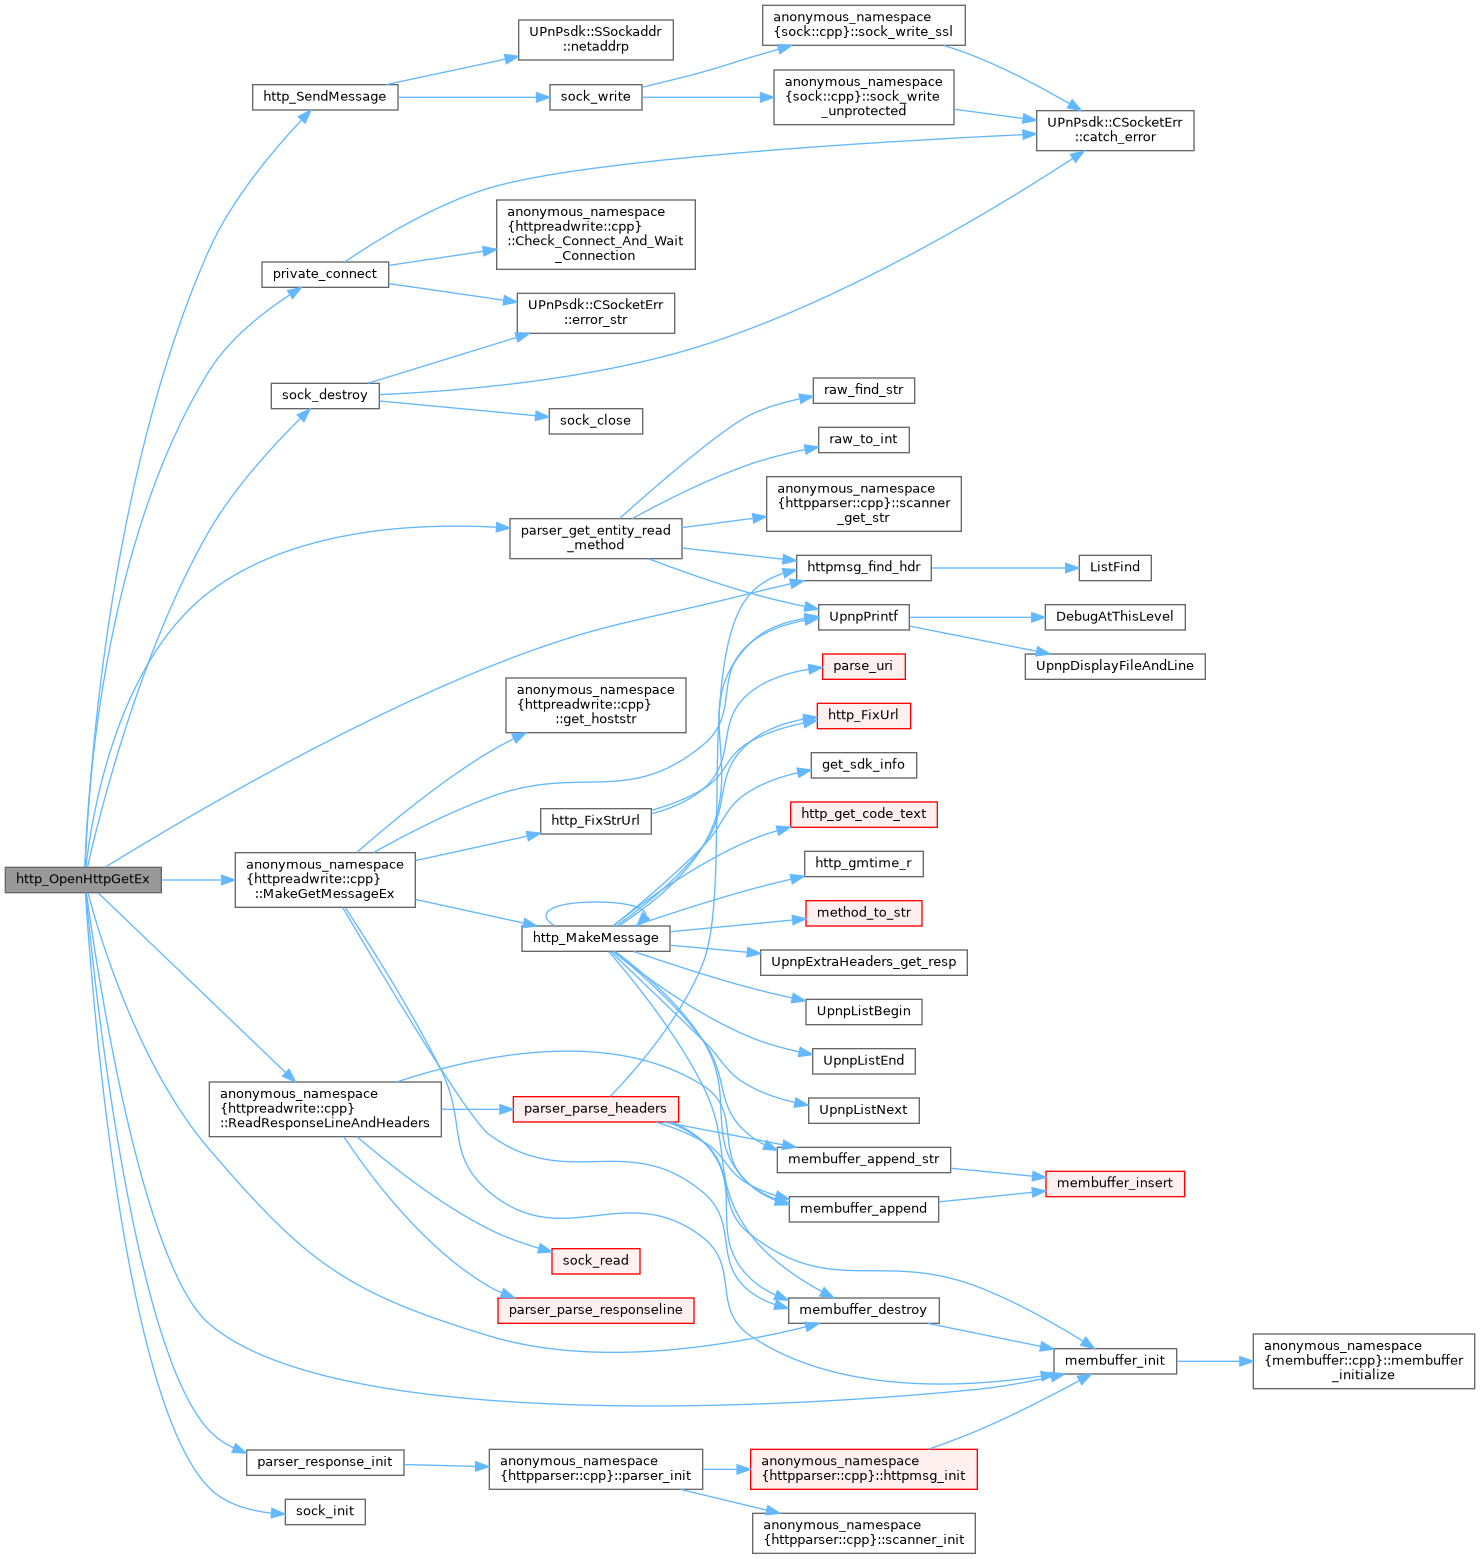 anonymous_namespace
{sock::cpp}::sock_write_ssl
UPnPsdk::SSockaddr
::netaddrp
http_SendMessage
sock_write
anonymous_namespace
{sock::cpp}::sock_write
_unprotected
UPnPsdk::CSocketErr
::catch_error
anonymous_namespace
{httpreadwrite::cpp}
::Check_Connect_And_Wait
_Connection
private_connect
UPnPsdk::CSocketErr
::error_str
sock_destroy
sock_close
raw_find_str
raw_to_int
anonymous_namespace
{httpparser::cpp}::scanner
_get_str
parser_get_entity_read
_method
httpmsg_find_hdr
ListFind
UpnpPrintf
DebugAtThisLevel
UpnpDisplayFileAndLine
parse_uri
anonymous_namespace
{httpreadwrite::cpp}
::get_hoststr
http_FixUrl
get_sdk_info
http_FixStrUrl
http_get_code_text
http_gmtime_r
http_OpenHttpGetEx
anonymous_namespace
{httpreadwrite::cpp}
::MakeGetMessageEx
method_to_str
http_MakeMessage
UpnpExtraHeaders_get_resp
UpnpListBegin
UpnpListEnd
anonymous_namespace
{httpreadwrite::cpp}
::ReadResponseLineAndHeaders
parser_parse_headers
UpnpListNext
membuffer_append_str
membuffer_insert
membuffer_append
sock_read
parser_parse_responseline
membuffer_destroy
membuffer_init
anonymous_namespace
{membuffer::cpp}::membuffer
_initialize
parser_response_init
anonymous_namespace
{httpparser::cpp}::parser_init
anonymous_namespace
{httpparser::cpp}::httpmsg_init
sock_init
anonymous_namespace
{httpparser::cpp}::scanner_init